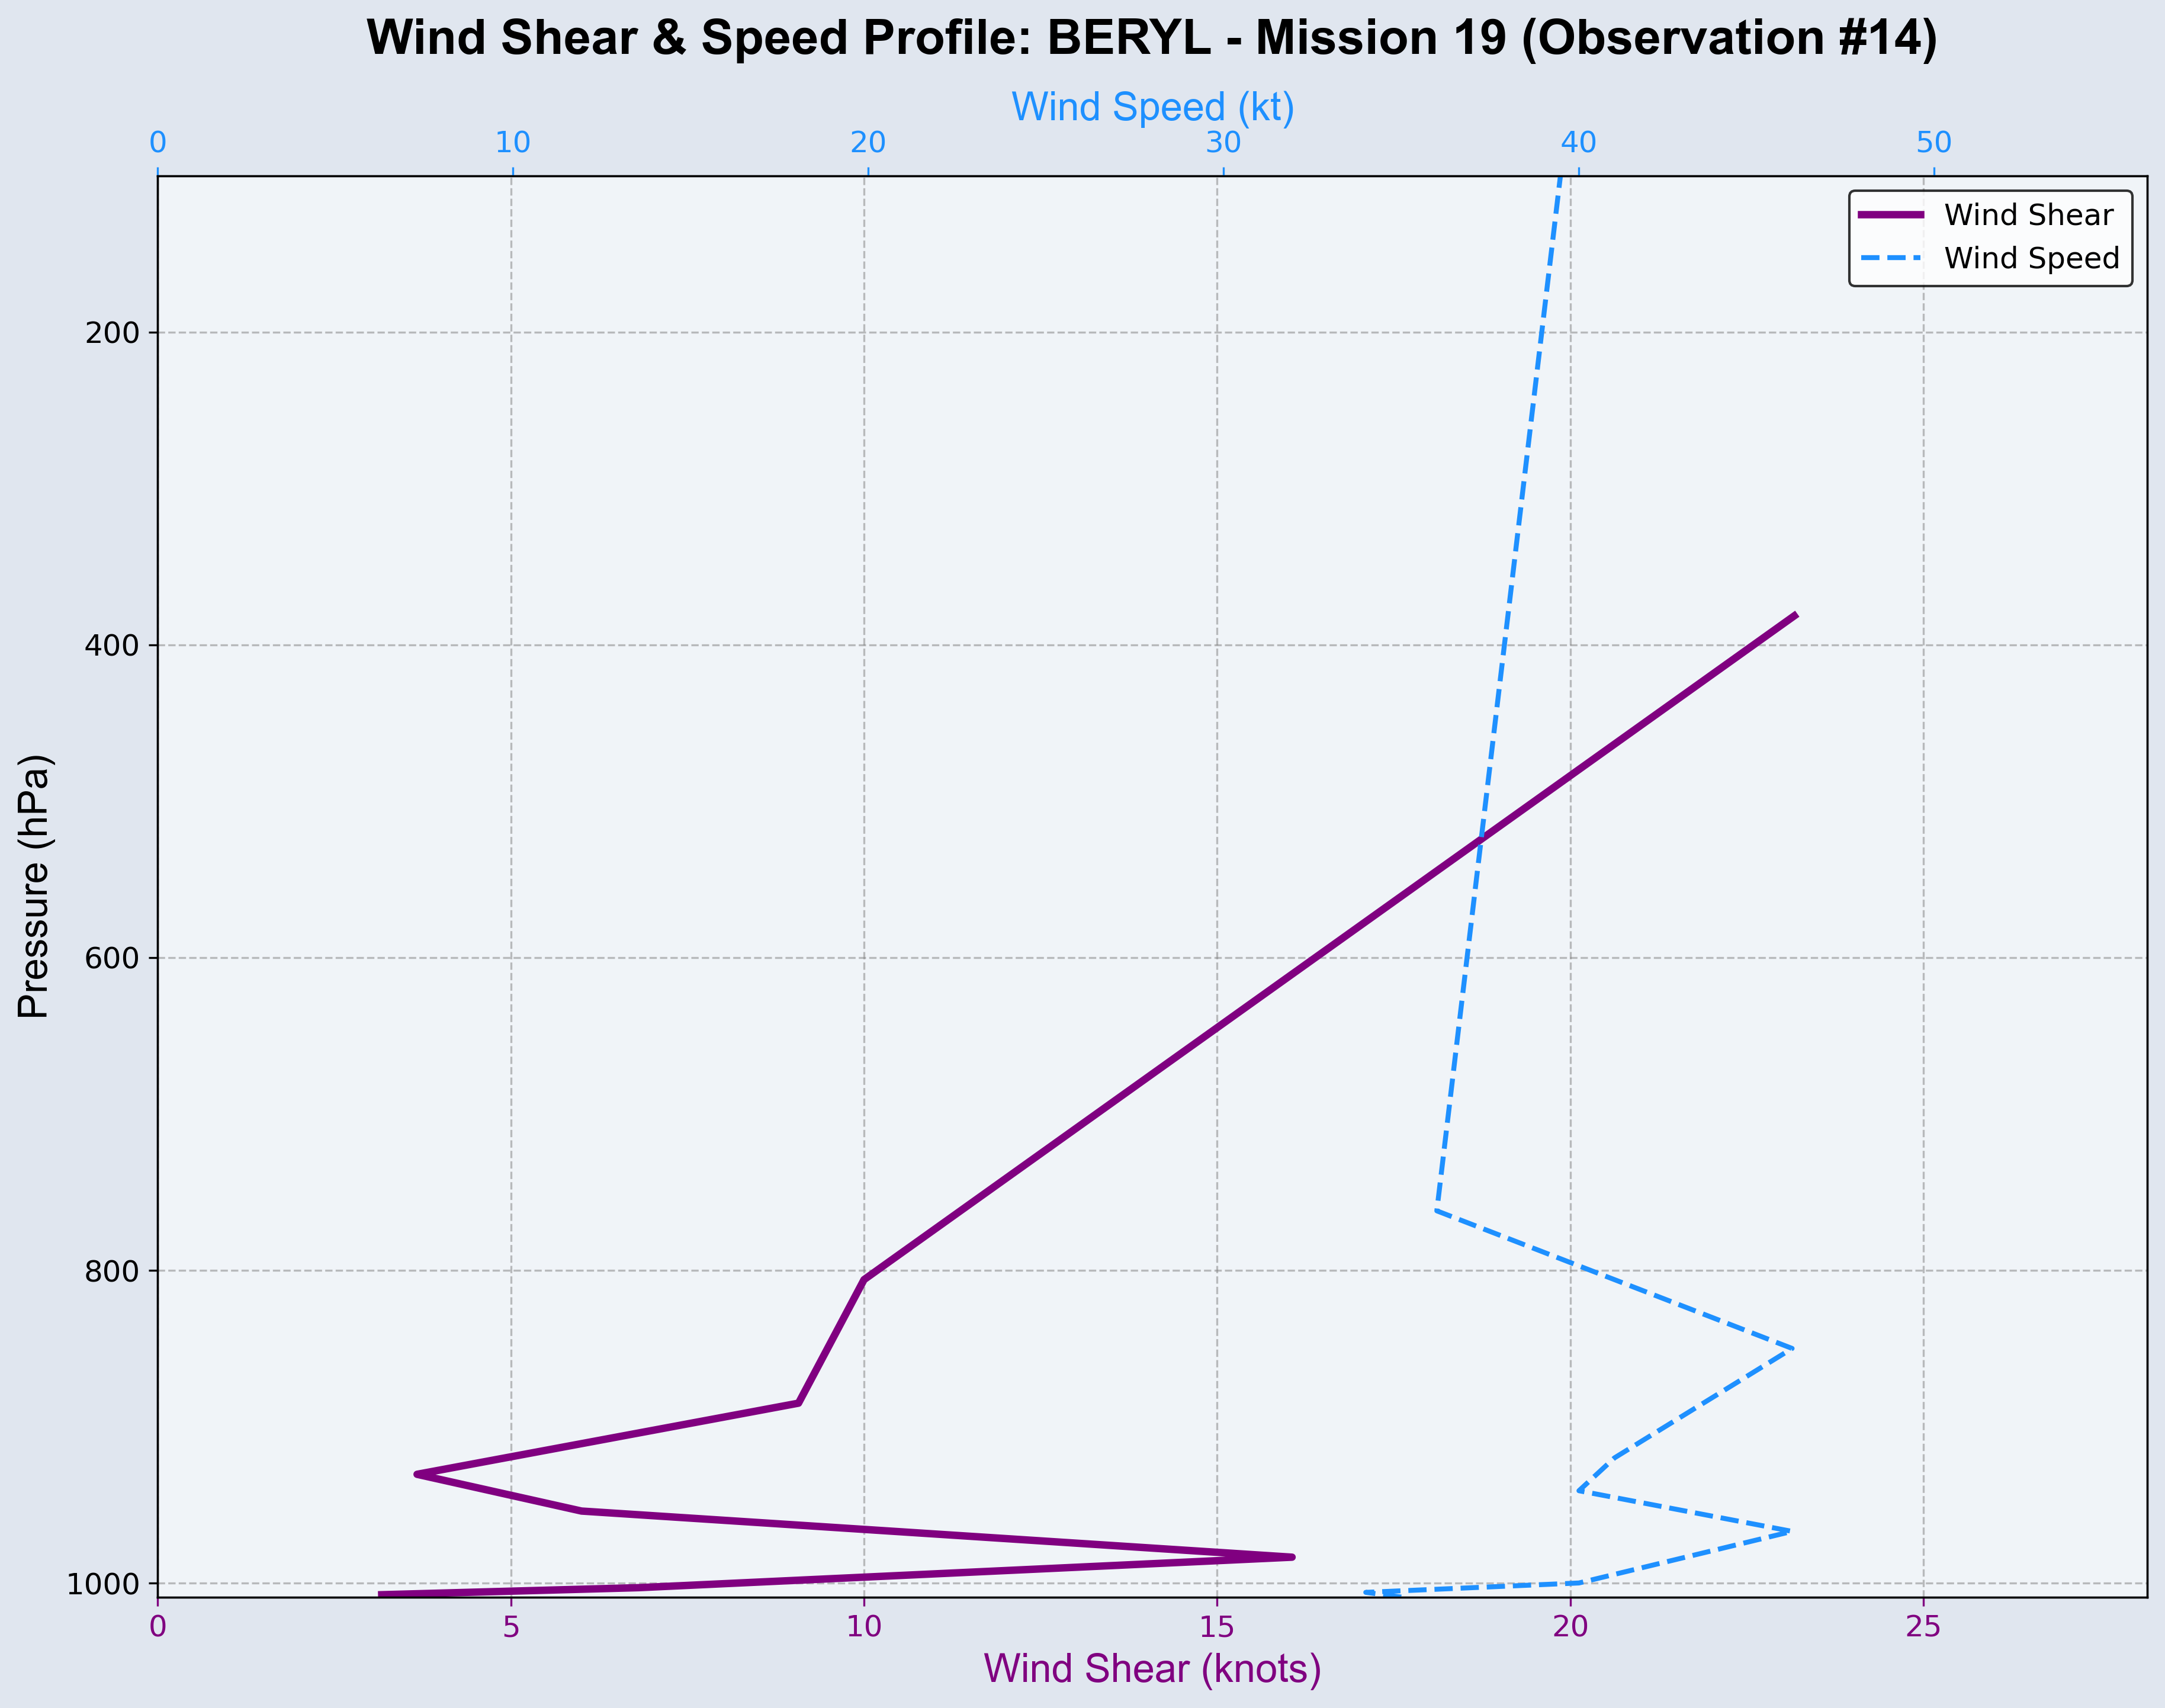 Wind Shear & Speed Profile: BERYL - Mission 19 (Observation #14)
Wind Speed (kt)
0 10 20 30 40 50
Wind Shear
Wind Speed
200
400
600
800
1000
Pressure (hPa)
0 5 10 15 20 25
Wind Shear (knots)